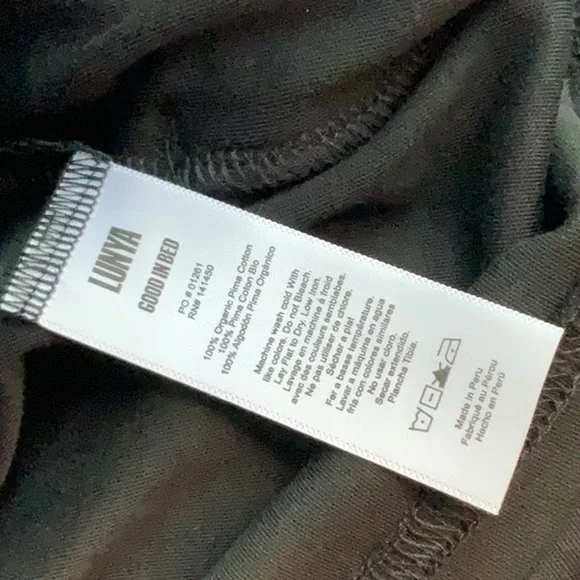 LUNYA
GOOD IN BED
PO # 01261
RN# 141450
100% Organic Pima Cotton
100% Pima Coton Bio
100% Algodón Pima Orgánico
Machine wash cold With
like colors. Do not Bleach.
Lay Flat to Dry. Low Iron.
Lavage en machine à froid
avec des couleurs semblables.
Ne pas utiliser de chlore.
Sécher à plat
Fer a basse température.
Lavar a máquina en agua
fría con colores similares
No usar cloro.
Secar extendido.
Plancha Tibia.
Made in Peru
Fabriqué au Perou
Hecho en Perú